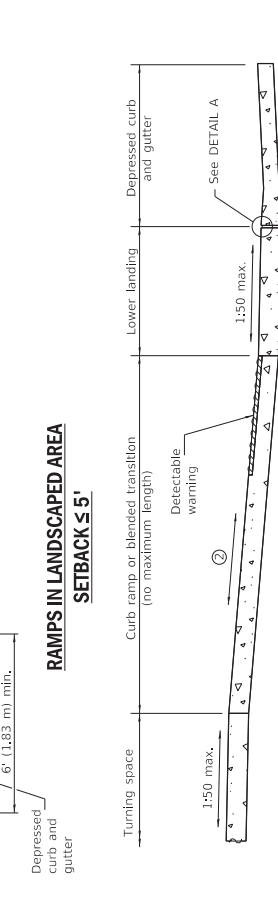 6' (1.83 m) min.
Depressed
curb and
gutter
RAMPS IN LANDSCAPED AREA
SETBACK ≤ 5'
Turning space
Curb ramp or blended transition
(no maximum length)
Lower landing
Depressed curb
and gutter
Detectable
warning
See DETAIL A
1:50 max.
2
1:50 max.